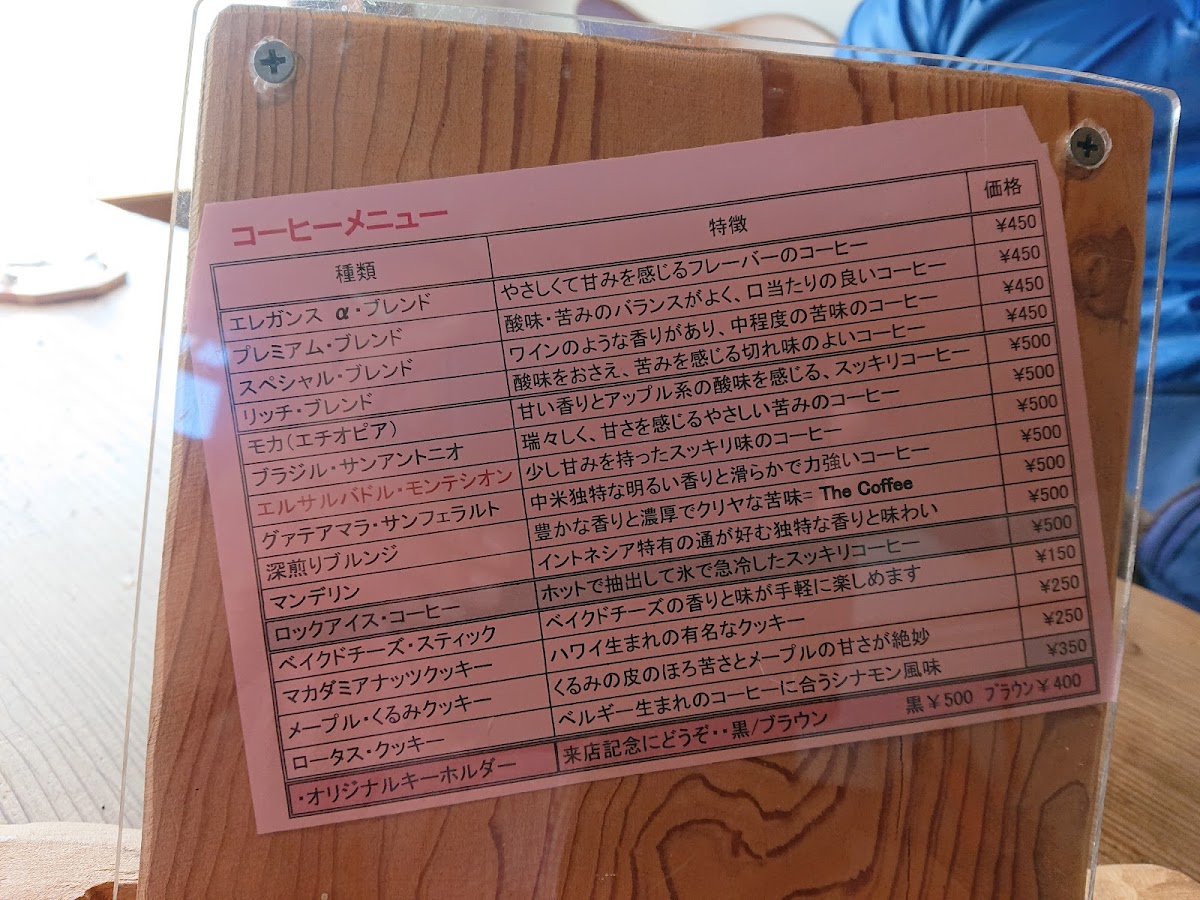 コーヒーメニュー
種類 特徴 価格
エレガンス α・ブレンド やさしくて甘みを感じるフレーバーのコーヒー ¥450
プレミアム・ブレンド 酸味・苦みのバランスがよく、口当たりの良いコーヒー ¥450
スペシャル・ブレンド ワインのような香りがあり、中程度の苦味のコーヒー ¥450
リッチ・ブレンド 酸味をおさえ、苦みを感じる切れ味のよいコーヒー ¥450
モカ(エチオピア) 甘い香りとアップル系の酸味を感じる、スッキリコーヒー ¥500
ブラジル・サンアントニオ 瑞々しく、甘さを感じるやさしい苦みのコーヒー ¥500
エルサルバドル・モンテシオン 少し甘みを持ったスッキリ味のコーヒー ¥500
グァテアマラ・サンフェラルト 中米独特な明るい香りと滑らかで力強いコーヒー ¥500
深煎りブルンジ 豊かな香りと濃厚でクリヤな苦味= The Coffee ¥500
マンデリン イントネシア特有の通が好む独特な香りと味わい ¥500
ロックアイス・コーヒー ホットで抽出して氷で急冷したスッキリコーヒー ¥500
ベイクドチーズ・スティック ベイクドチーズの香りと味が手軽に楽しめます ¥150
マカダミアナッツクッキー ハワイ生まれの有名なクッキー ¥250
メープル・くるみクッキー くるみの皮のほろ苦さとメープルの甘さが絶妙 ¥250
ロータス・クッキー ベルギー生まれのコーヒーに合うシナモン風味 ¥350
・オリジナルキーホルダー 来店記念にどうぞ・・黒/ブラウン 黒¥500 ブラウン¥400